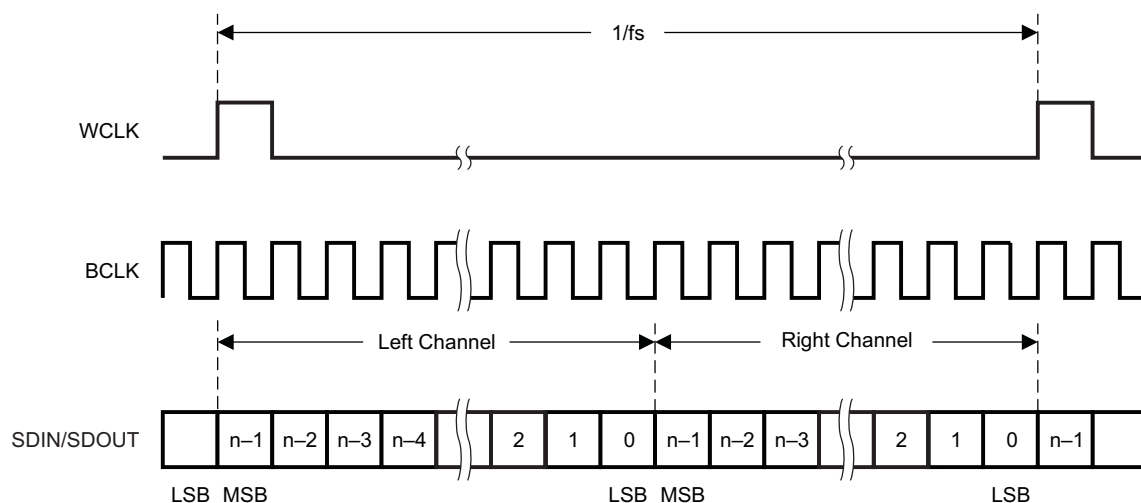 1/fs
WCLK
BCLK
Left Channel Right Channel
SDIN/SDOUT n–1 n–2 n–3 n–4 2 1 0 n–1 n–2 n–3 2 1 0 n–1
LSB MSB LSB MSB LSB